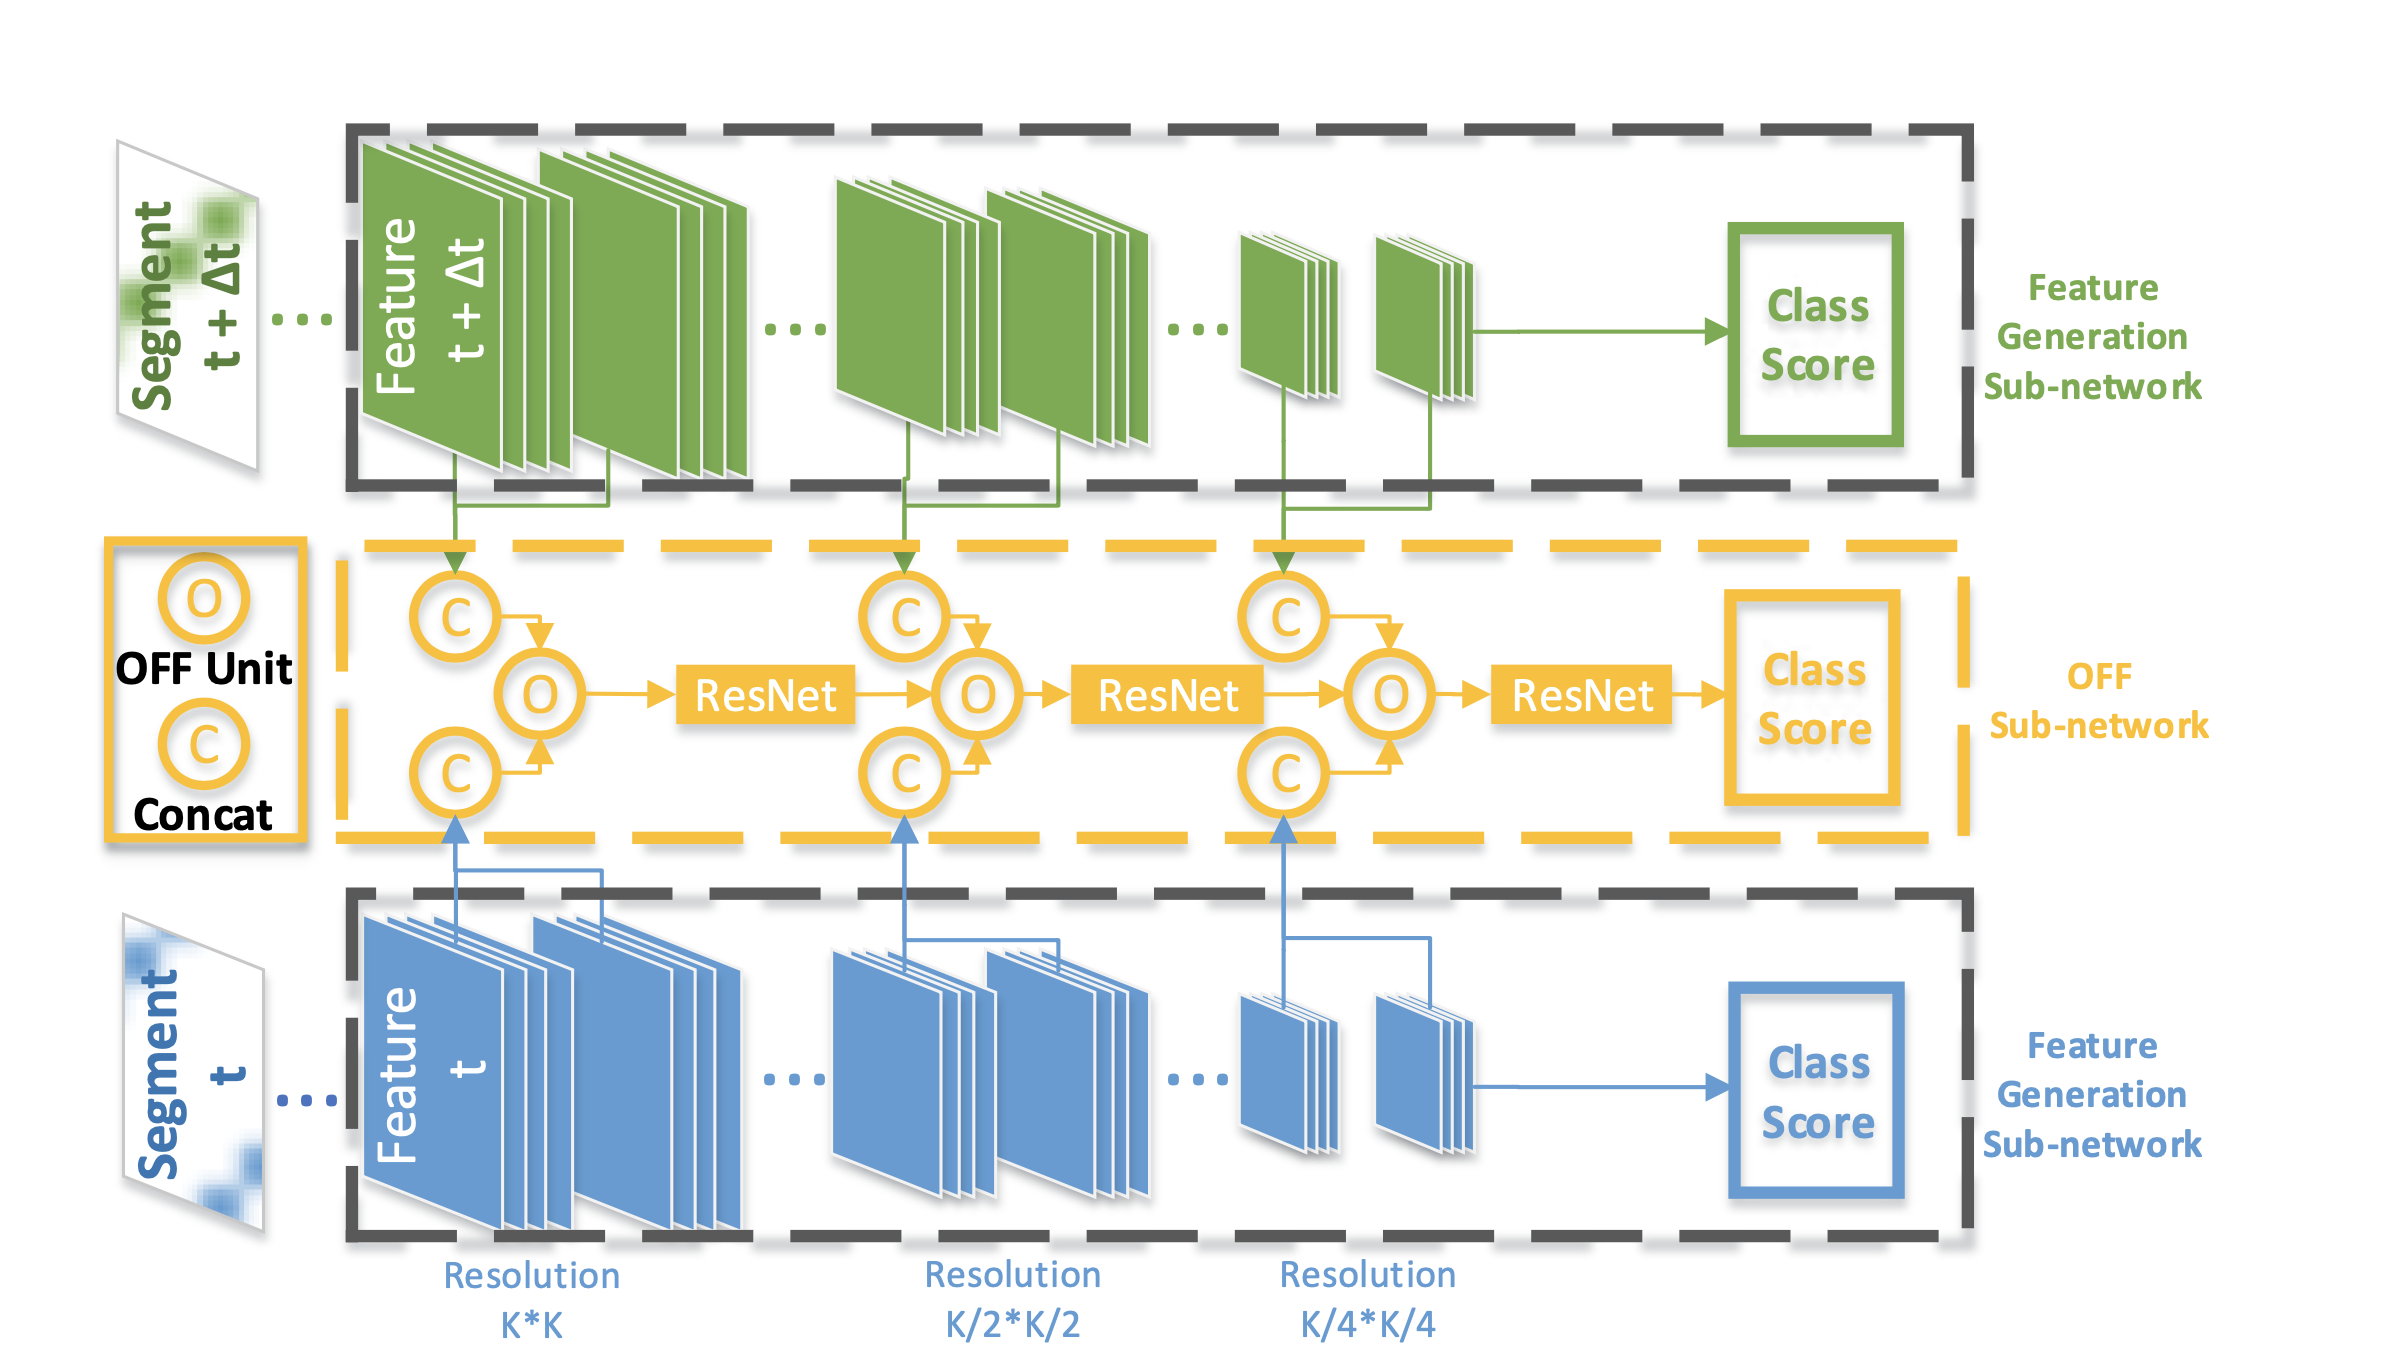 Segment
t + Δt
Feature
t + Δt
Class
Score
Feature
Generation
Sub-network
O
OFF Unit
C
Concat
C
C
C
O
ResNet
O
ResNet
O
ResNet
C
C
C
Class
Score
OFF
Sub-network
Segment
t
Feature
t
Class
Score
Feature
Generation
Sub-network
Resolution
K*K
Resolution
K/2*K/2
Resolution
K/4*K/4